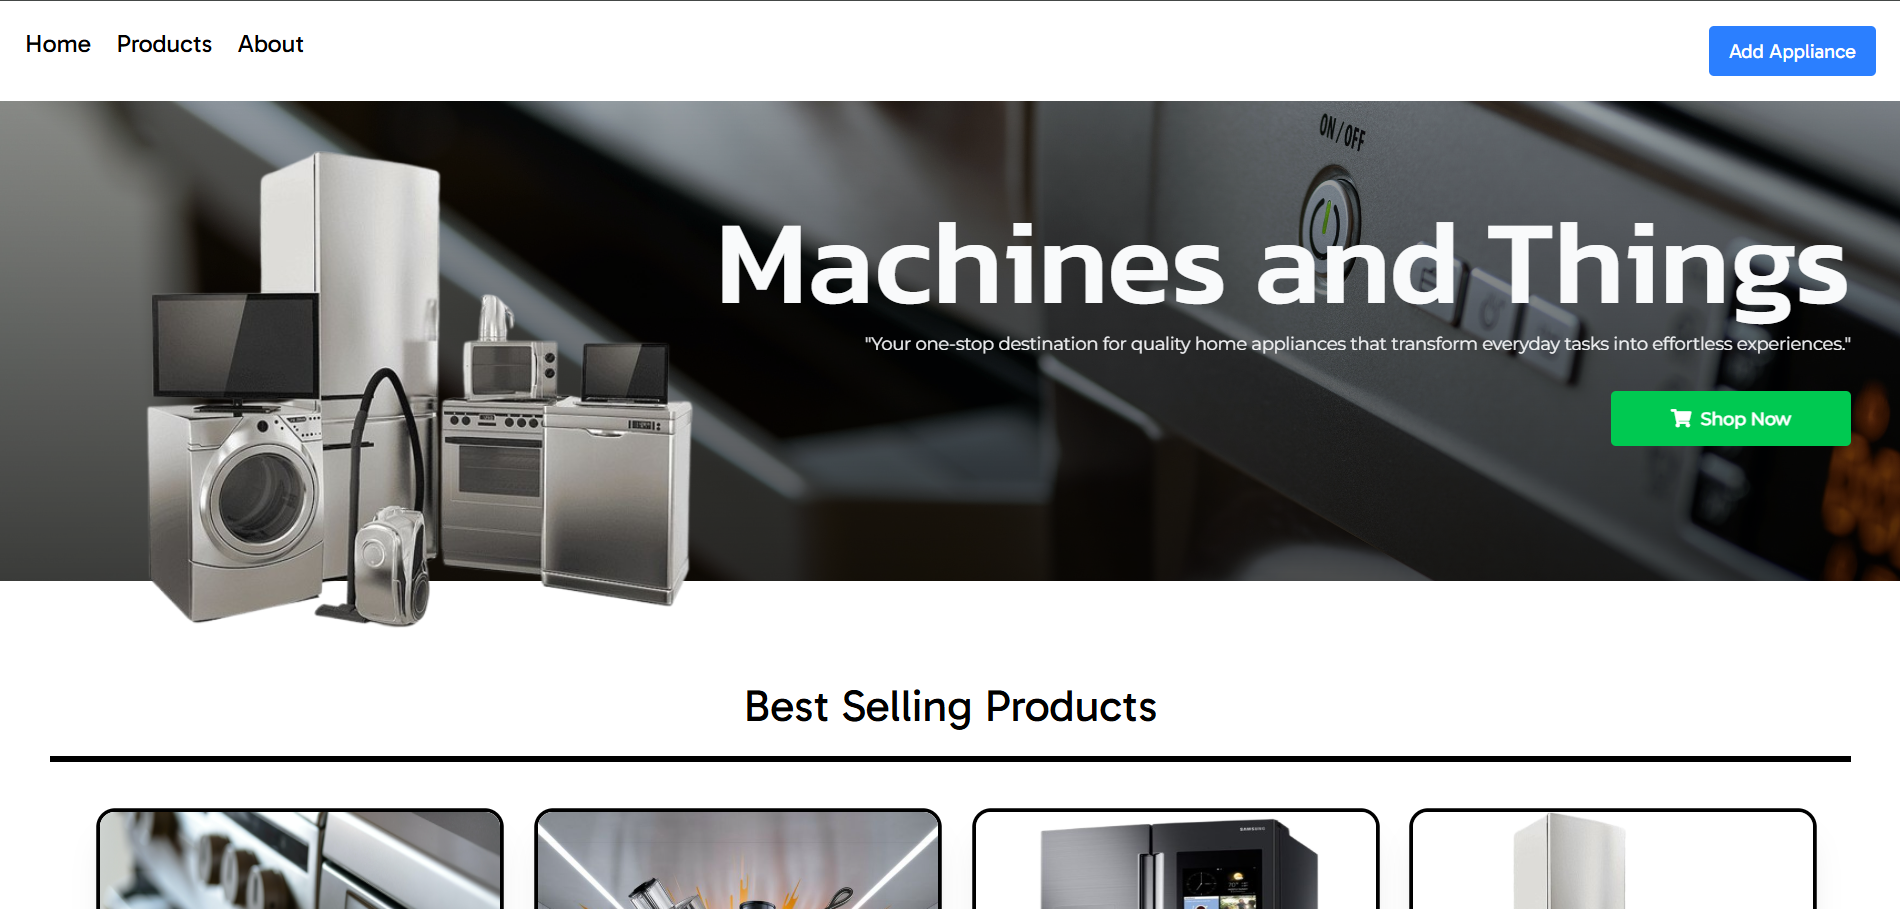 Home Products About
Add Appliance
ON / OFF
Machines and Things
"Your one-stop destination for quality home appliances that transform everyday tasks into effortless experiences."
Shop Now
Best Selling Products
SAMSUNG